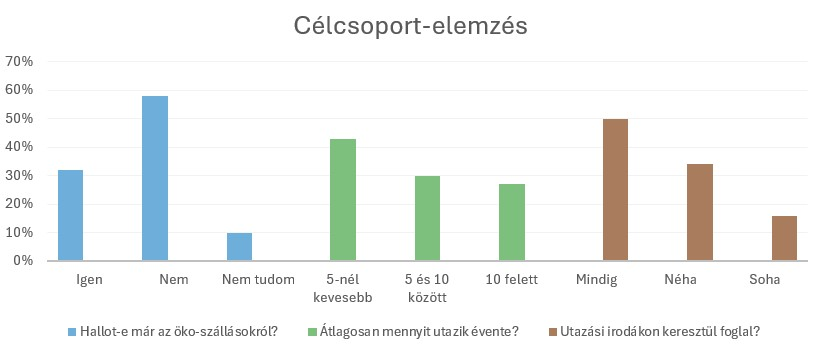 Célcsoport-elemzés
70%
60%
50%
40%
30%
20%
10%
0%
Igen
Nem
Nem tudom
5-nél
kevesebb
5 és 10
között
10 felett
Mindig
Néha
Soha
Hallot-e már az öko-szállásokról?
Átlagosan mennyit utazik évente?
Utazási irodákon keresztül foglal?